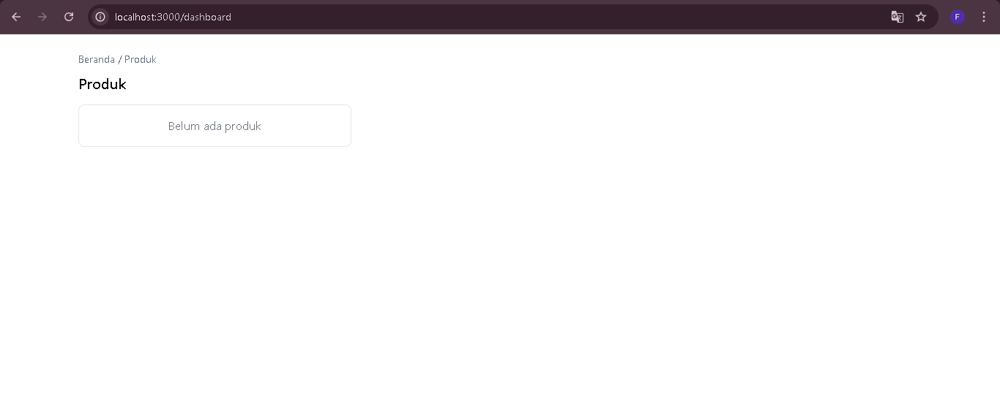 localhost:3000/dashboard
F
Beranda / Produk
Produk
Belum ada produk